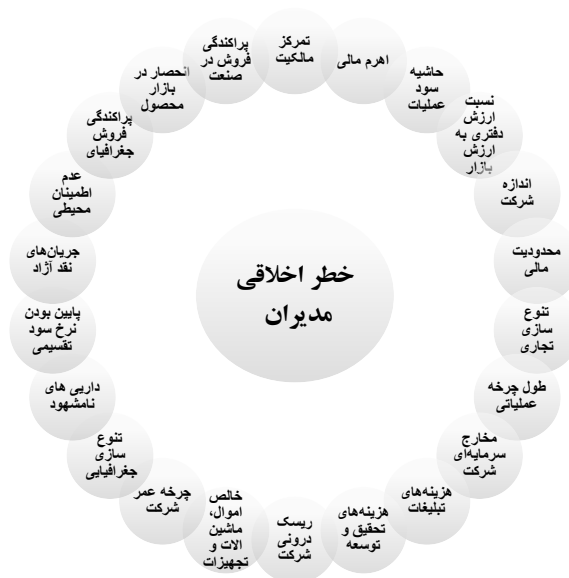 تمرکز
مالکیت
اهرم مالی
حاشیه
سود
عملیات
نسبت
ارزش
دفتری به
ارزش
بازار
اندازه
شرکت
محدودیت
مالی
تنوع
سازی
تجاری
طول چرخه
عملیاتی
مخارج
سرمایه‌ای
شرکت
هزینه‌های
تبلیغات
هزینه‌های
تحقیق و
توسعه
ریسک
درونی
شرکت
خالص
اموال،
ماشین
الات و
تجهیزات
چرخه عمر
شرکت
تنوع
سازی
جغرافیایی
داریی های
نامشهود
پایین بودن
نرخ سود
تقسیمی
جریان‌های
نقد آزاد
عدم
اطمینان
محیطی
پراکندگی
فروش
جغرافیای
انحصار در
بازار
محصول
پراکندگی
فروش در
صنعت
خطر اخلاقی
مدیران